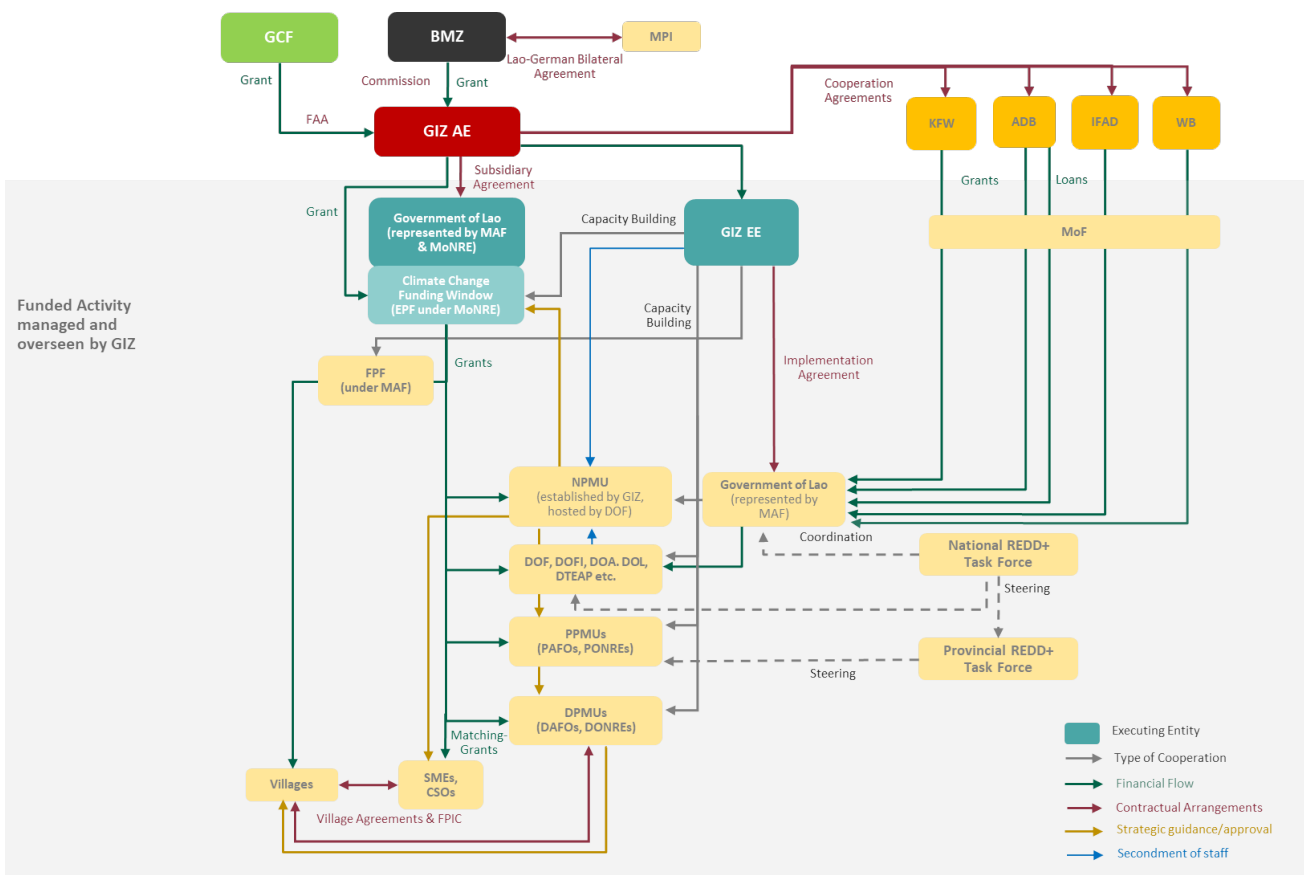 GCF
BMZ
MPI
Lao-German Bilateral
Agreement
Grant
Commission
Grant
Cooperation
Agreements
FAA
GIZ AE
KFW
ADB
IFAD
WB
Subsidiary
Agreement
Grants
Loans
Grant
Government of Lao
(represented by MAF
& MoNRE)
Capacity Building
GIZ EE
MoF
Climate Change
Funding Window
(EPF under MoNRE)
Funded Activity
managed and
overseen by GIZ
Capacity
Building
Grants
Implementation
Agreement
FPF
(under MAF)
NPMU
(established by GIZ,
hosted by DOF)
Government of Lao
(represented by
MAF)
Coordination
National REDD+
Task Force
DOF, DOFI, DOA. DOL,
DTEAP etc.
Steering
PPMUs
(PAFOs, PONREs)
Provincial REDD+
Task Force
Steering
DPMUs
(DAFOs, DONREs)
Matching-
Grants
Villages
SMEs,
CSOs
Village Agreements & FPIC
Executing Entity
Type of Cooperation
Financial Flow
Contractual Arrangements
Strategic guidance/approval
Secondment of staff